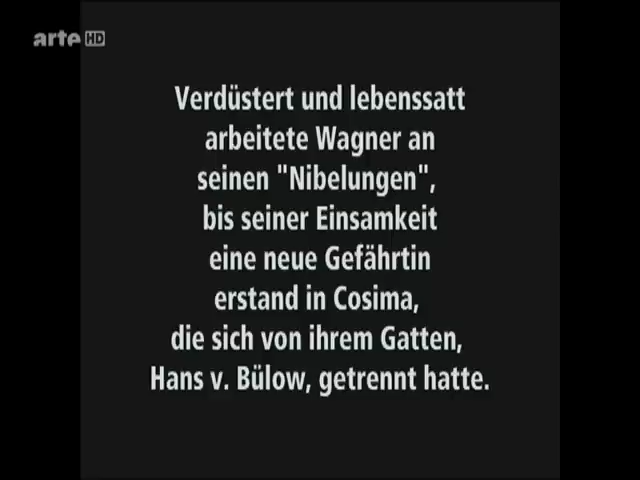 arte HD
Verdüstert und lebenssatt
arbeitete Wagner an
seinen "Nibelungen",
bis seiner Einsamkeit
eine neue Gefährtin
erstand in Cosima,
die sich von ihrem Gatten,
Hans v. Bülow, getrennt hatte.